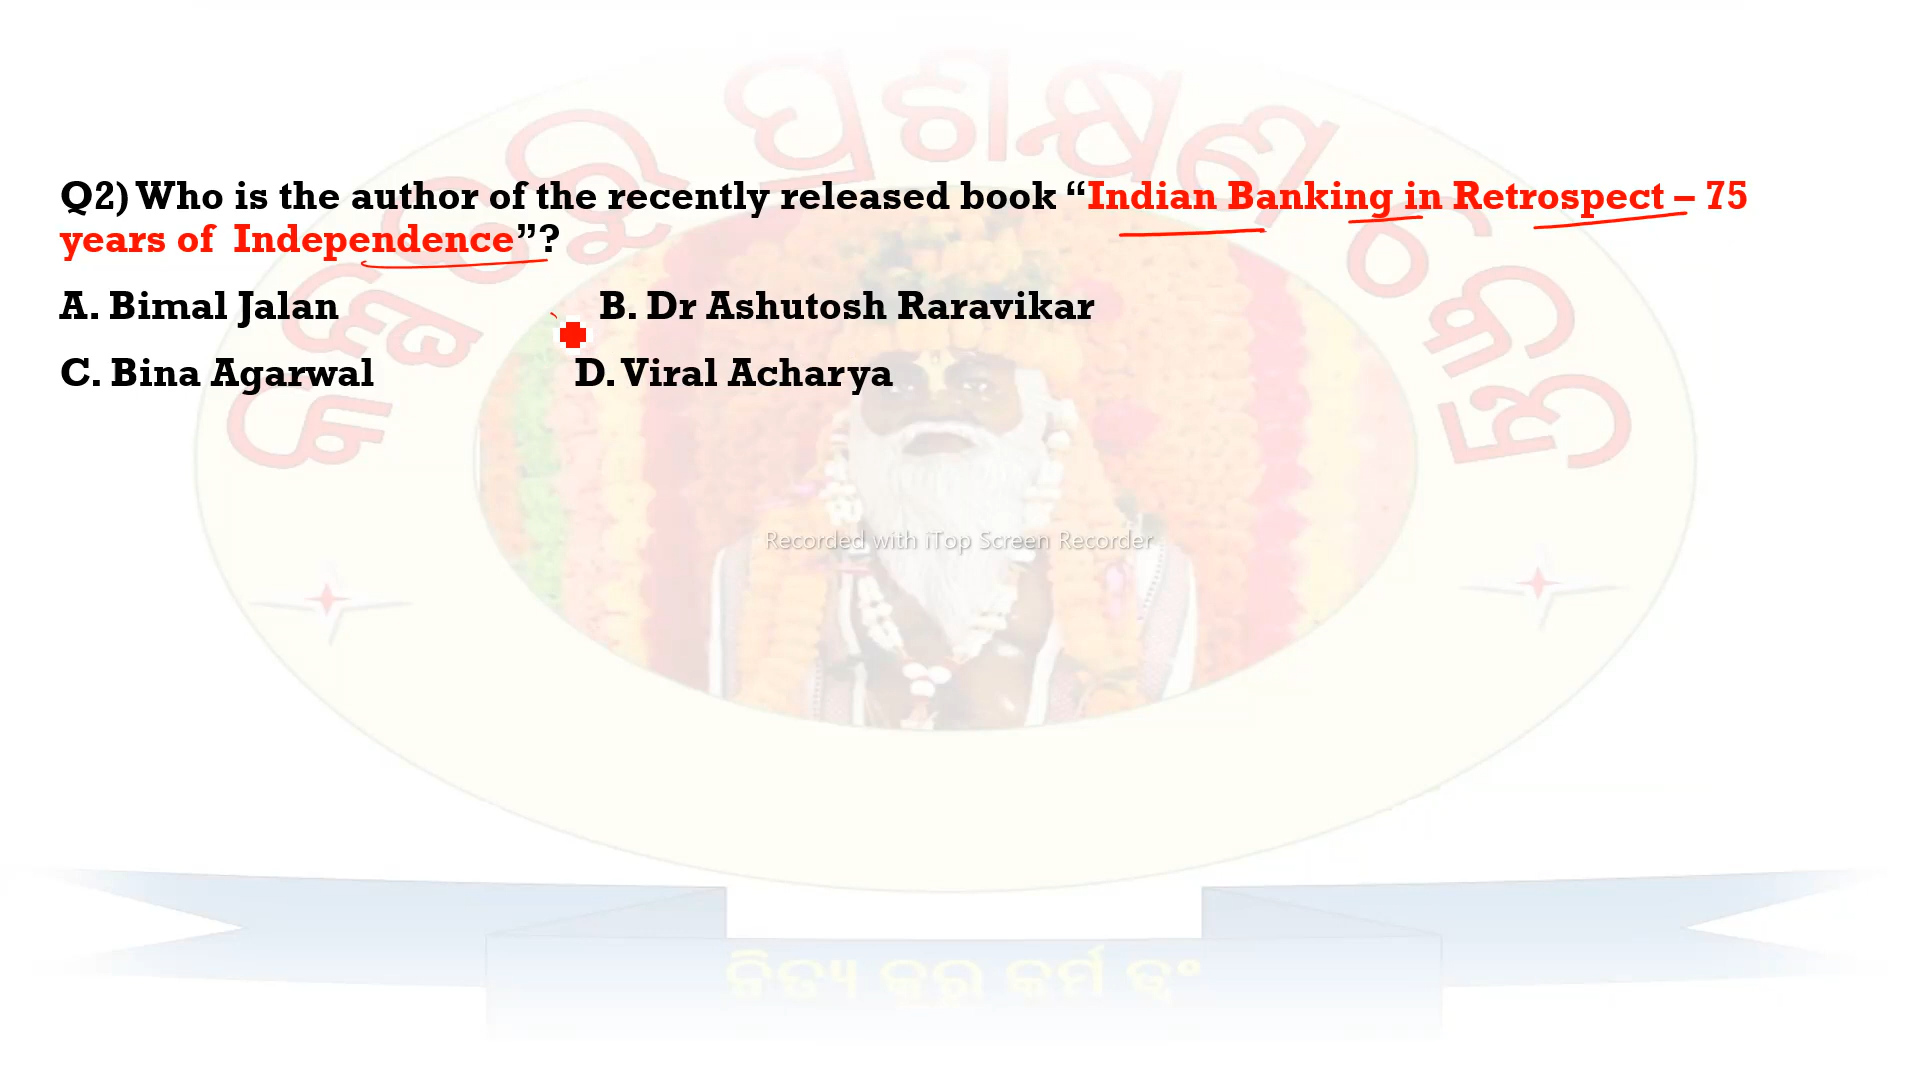 Q2) Who is the author of the recently released book “Indian Banking in Retrospect – 75
years of Independence”?
A. Bimal Jalan B. Dr Ashutosh Raravikar
C. Bina Agarwal D. Viral Acharya
Recorded with iTop Screen Recorder